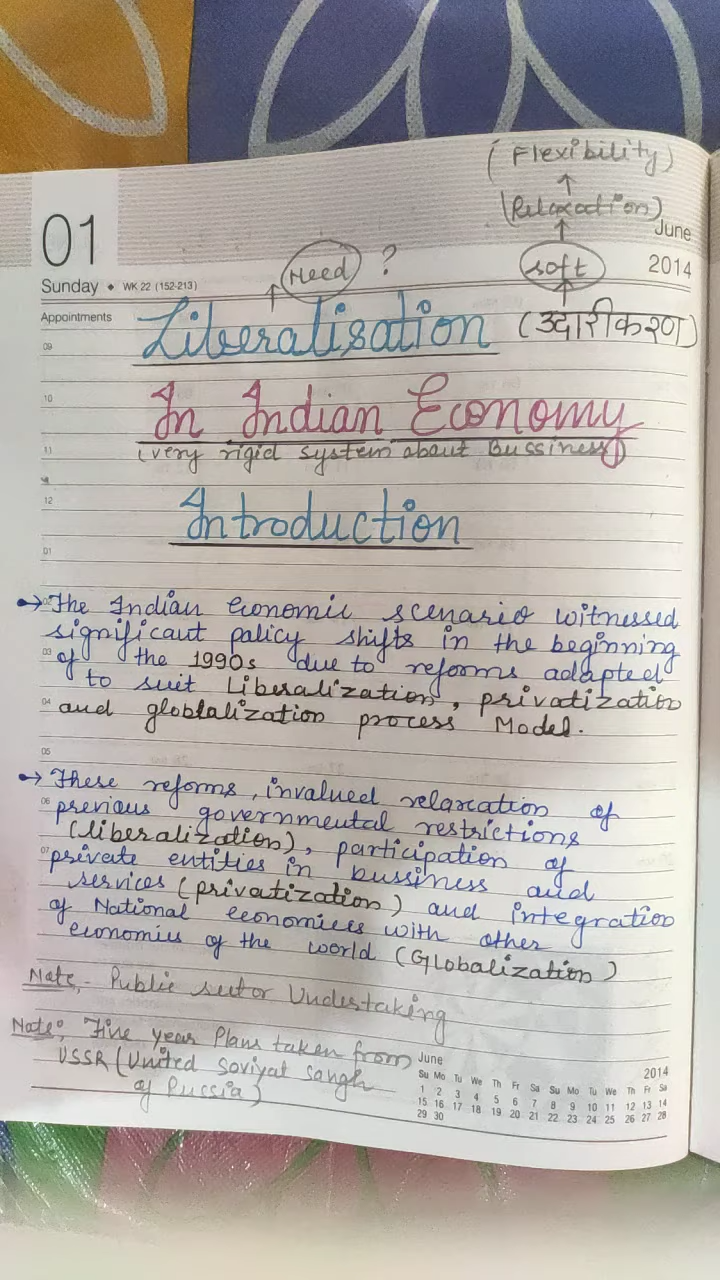 (Flexibility)
↑
(Relaxation)
↑
01
June
Need ?
soft
2014
Sunday • WK 22 (152-213)
↑
↑
Appointments
Liberalisation (उदारीकरण)
09
10
In Indian Economy
11
(very rigid system about Bussiness)
12
Introduction
01
02
→ The Indian Economic scenario witnessed
significant policy shifts in the beginning
03
of the 1990s due to reforms adapted
to suit Liberalization, privatization
04
and globlalization process Model.
05
→ These reforms, invalued relaxation of
06
previous governmental restrictions
(liberalization), participation of
07
private entities in bussiness and
services (privatization) and integration
of National economices with other
economies of the world (Globalization)
Note,- Public sector Undertaking
Note: Five year Plans taken from
USSR (United soviyat sangh
of Russia)
June 2014
Su Mo Tu We Th Fr Sa Su Mo Tu We Th Fr Sa
1 2 3 4 5 6 7 8 9 10 11 12 13 14
15 16 17 18 19 20 21 22 23 24 25 26 27 28
29 30